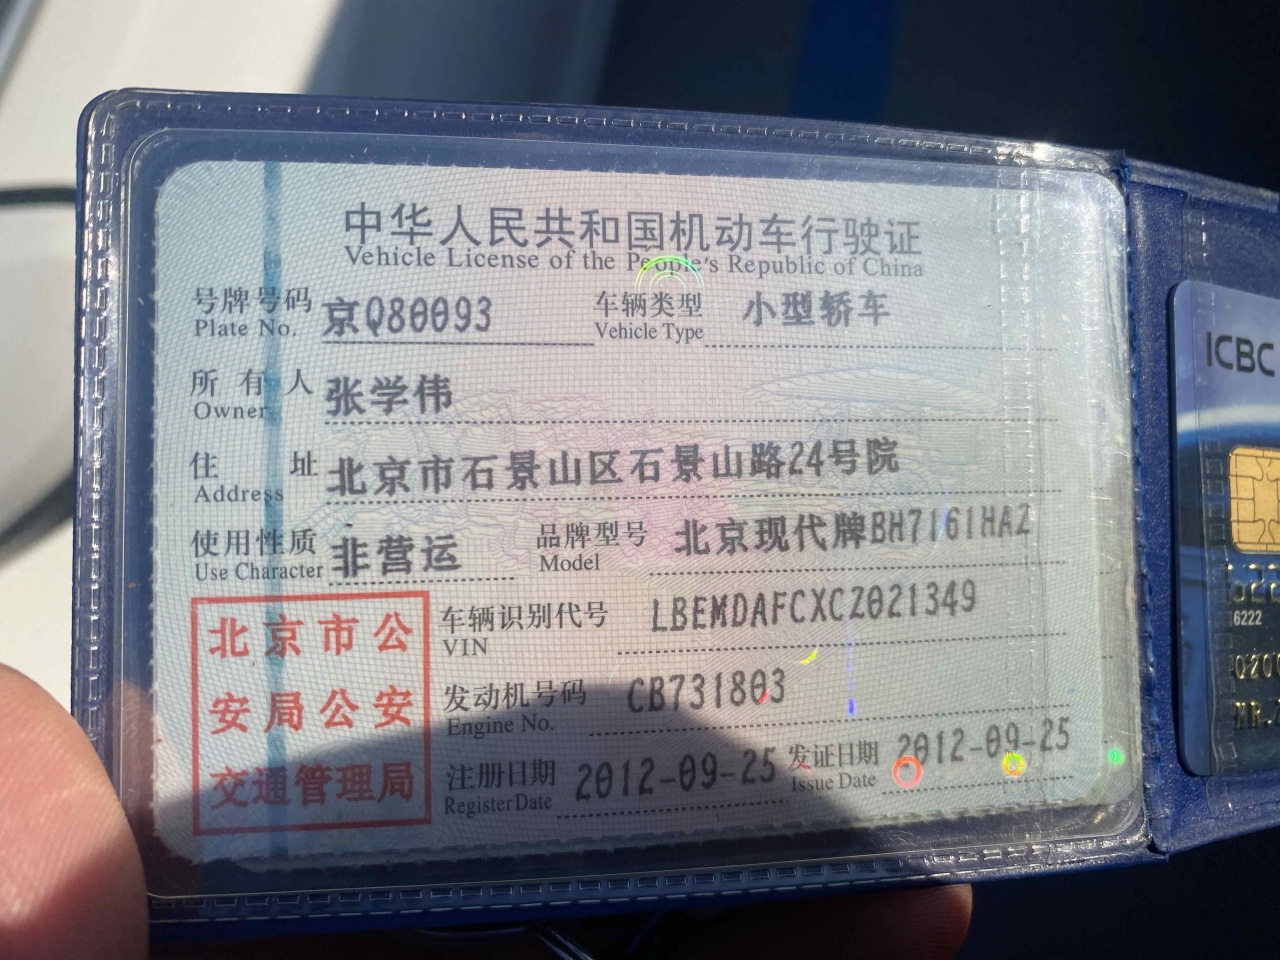 中华人民共和国机动车行驶证
Vehicle License of the People's Republic of China
号牌号码 京Q80093 车辆类型 小型轿车
Plate No. Vehicle Type
所有人 张学伟
Owner
住址 北京市石景山区石景山路24号院
Address
使用性质 非营运 品牌型号 北京现代牌BH7161HAZ
Use Character Model
北京市公
安局公安
交通管理局
车辆识别代号 LBEMDAFCXCZ021349
VIN
发动机号码 CB731803
Engine No.
注册日期 2012-09-25 发证日期 2012-09-25
Register Date Issue Date
ICBC
6222